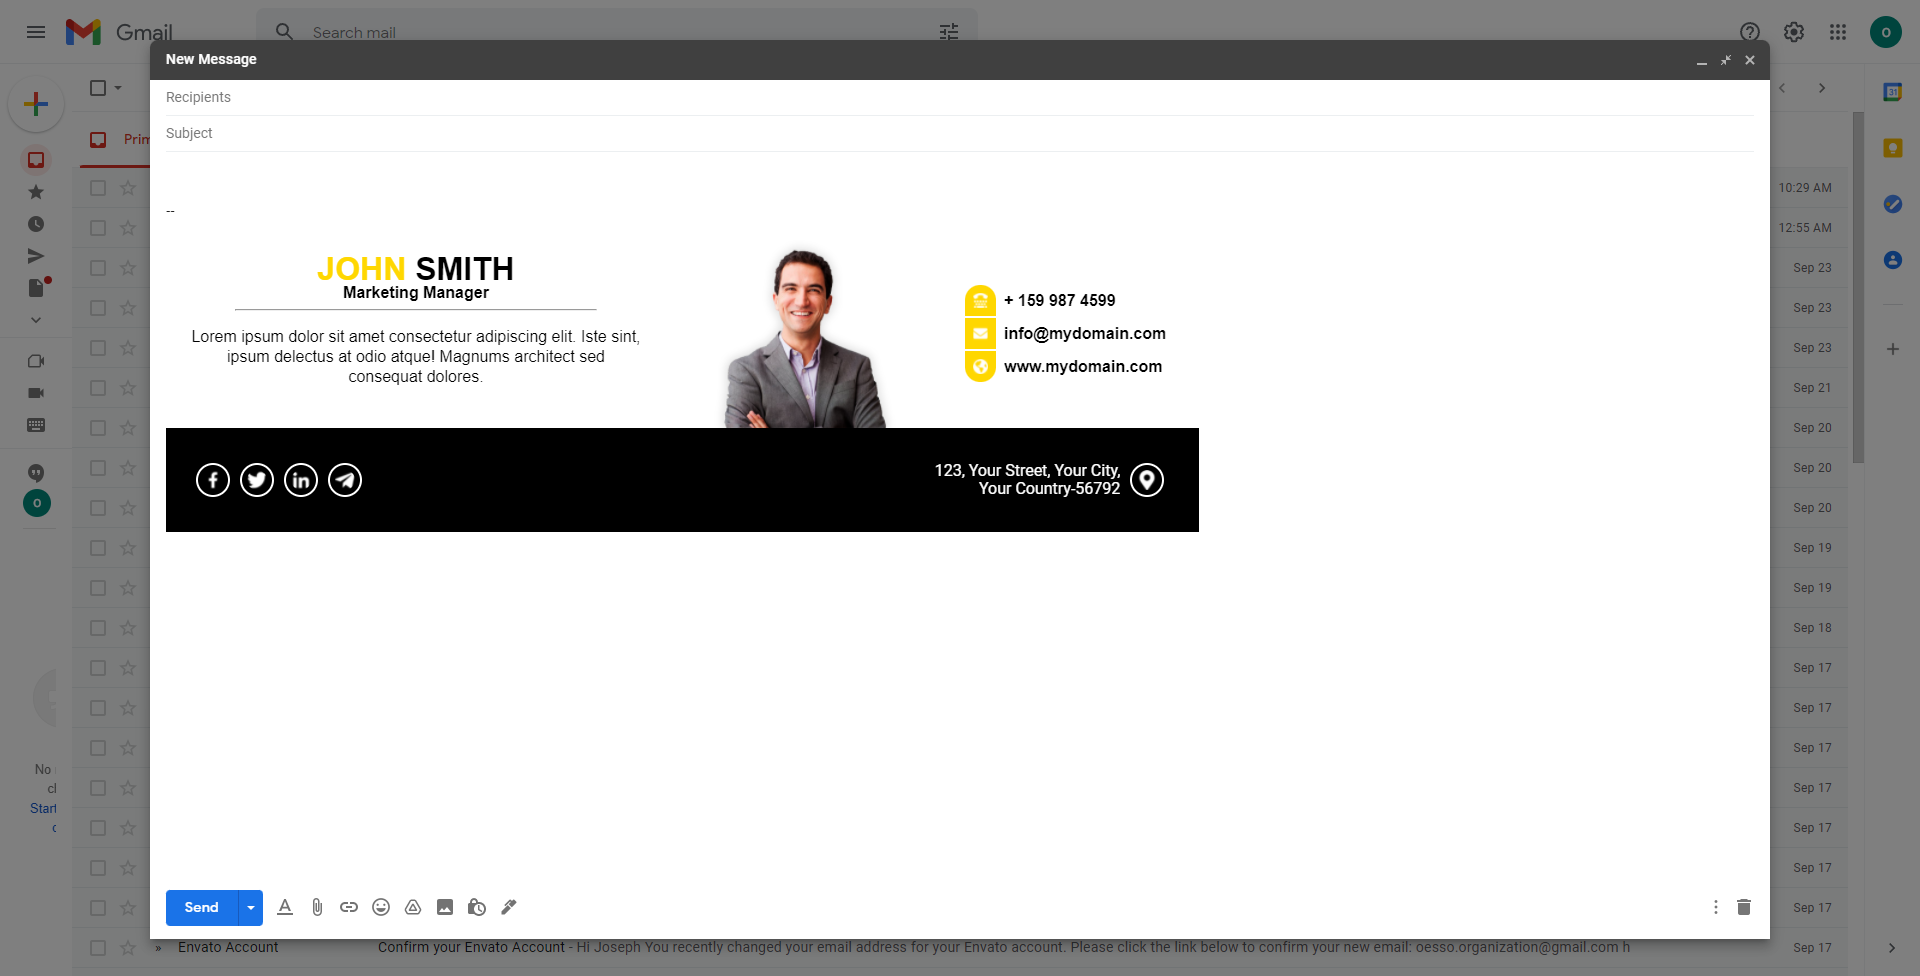 Gmail
Search mail
New Message
Recipients
Subject
Prim
--
JOHN SMITH
Marketing Manager
Lorem ipsum dolor sit amet consectetur adipiscing elit. Iste sint,
ipsum delectus at odio atque! Magnums architect sed
consequat dolores.
+ 159 987 4599
info@mydomain.com
www.mydomain.com
123, Your Street, Your City,
Your Country-56792
10:29 AM
12:55 AM
Sep 23
Sep 23
Sep 23
Sep 21
Sep 20
Sep 20
Sep 20
Sep 19
Sep 19
Sep 18
Sep 17
Sep 17
Sep 17
Sep 17
Sep 17
Sep 17
Sep 17
No
cl
Start
Send
» Envato Account Confirm your Envato Account - Hi Joseph You recently changed your email address for your Envato account. Please click the link below to confirm your new email: oesso.organization@gmail.com h Sep 17
O
O
31